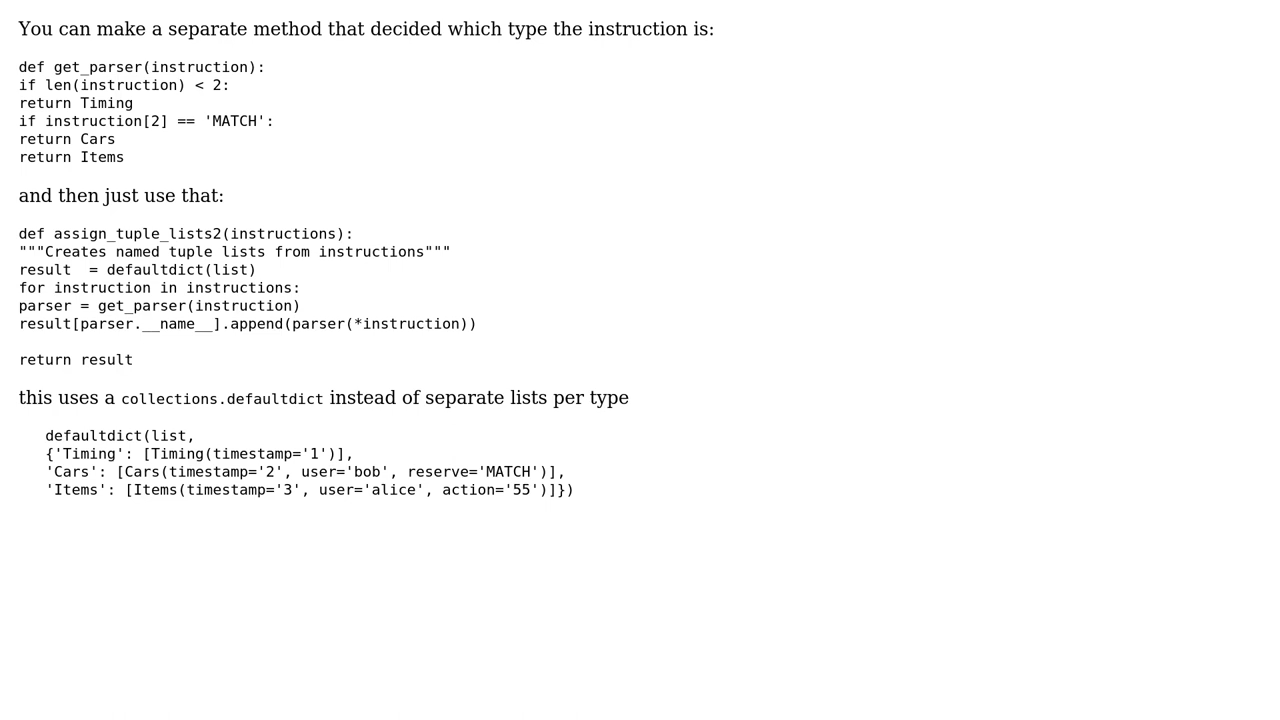 You can make a separate method that decided which type the instruction is:
def get_parser(instruction):
if len(instruction) < 2:
return Timing
if instruction[2] == 'MATCH':
return Cars
return Items
and then just use that:
def assign_tuple_lists2(instructions):
"""Creates named tuple lists from instructions"""
result  = defaultdict(list)
for instruction in instructions:
parser = get_parser(instruction)
result[parser.__name__].append(parser(*instruction))
return result
this uses a collections.defaultdict instead of separate lists per type
defaultdict(list,
{'Timing': [Timing(timestamp='1')],
'Cars': [Cars(timestamp='2', user='bob', reserve='MATCH')],
'Items': [Items(timestamp='3', user='alice', action='55')]})